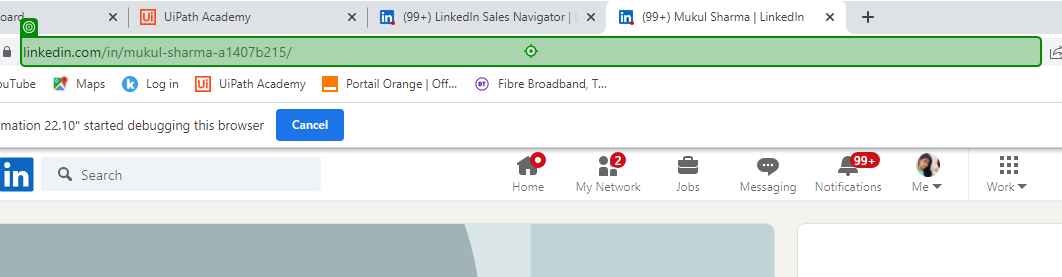 oard UiPath Academy (99+) LinkedIn Sales Navigator | (99+) Mukul Sharma | LinkedIn
linkedin.com/in/mukul-sharma-a1407b215/
ouTube Maps Log in UiPath Academy Portail Orange | Off... BT Fibre Broadband, T...
mation 22.10" started debugging this browser Cancel
in Search 2 99+
Home My Network Jobs Messaging Notifications Me Work